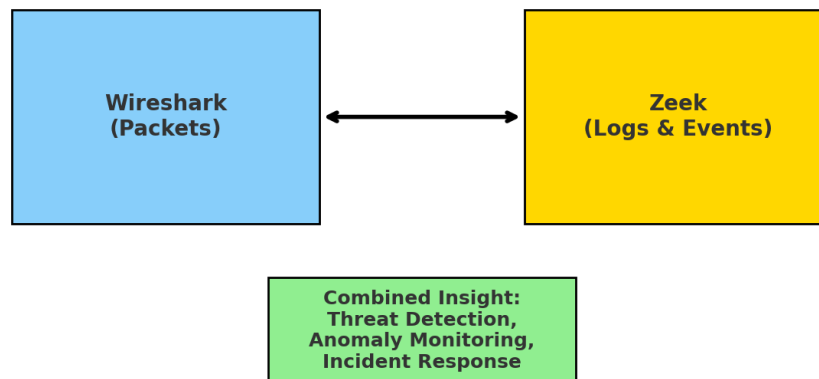 Wireshark
(Packets)
Zeek
(Logs & Events)
Combined Insight:
Threat Detection,
Anomaly Monitoring,
Incident Response